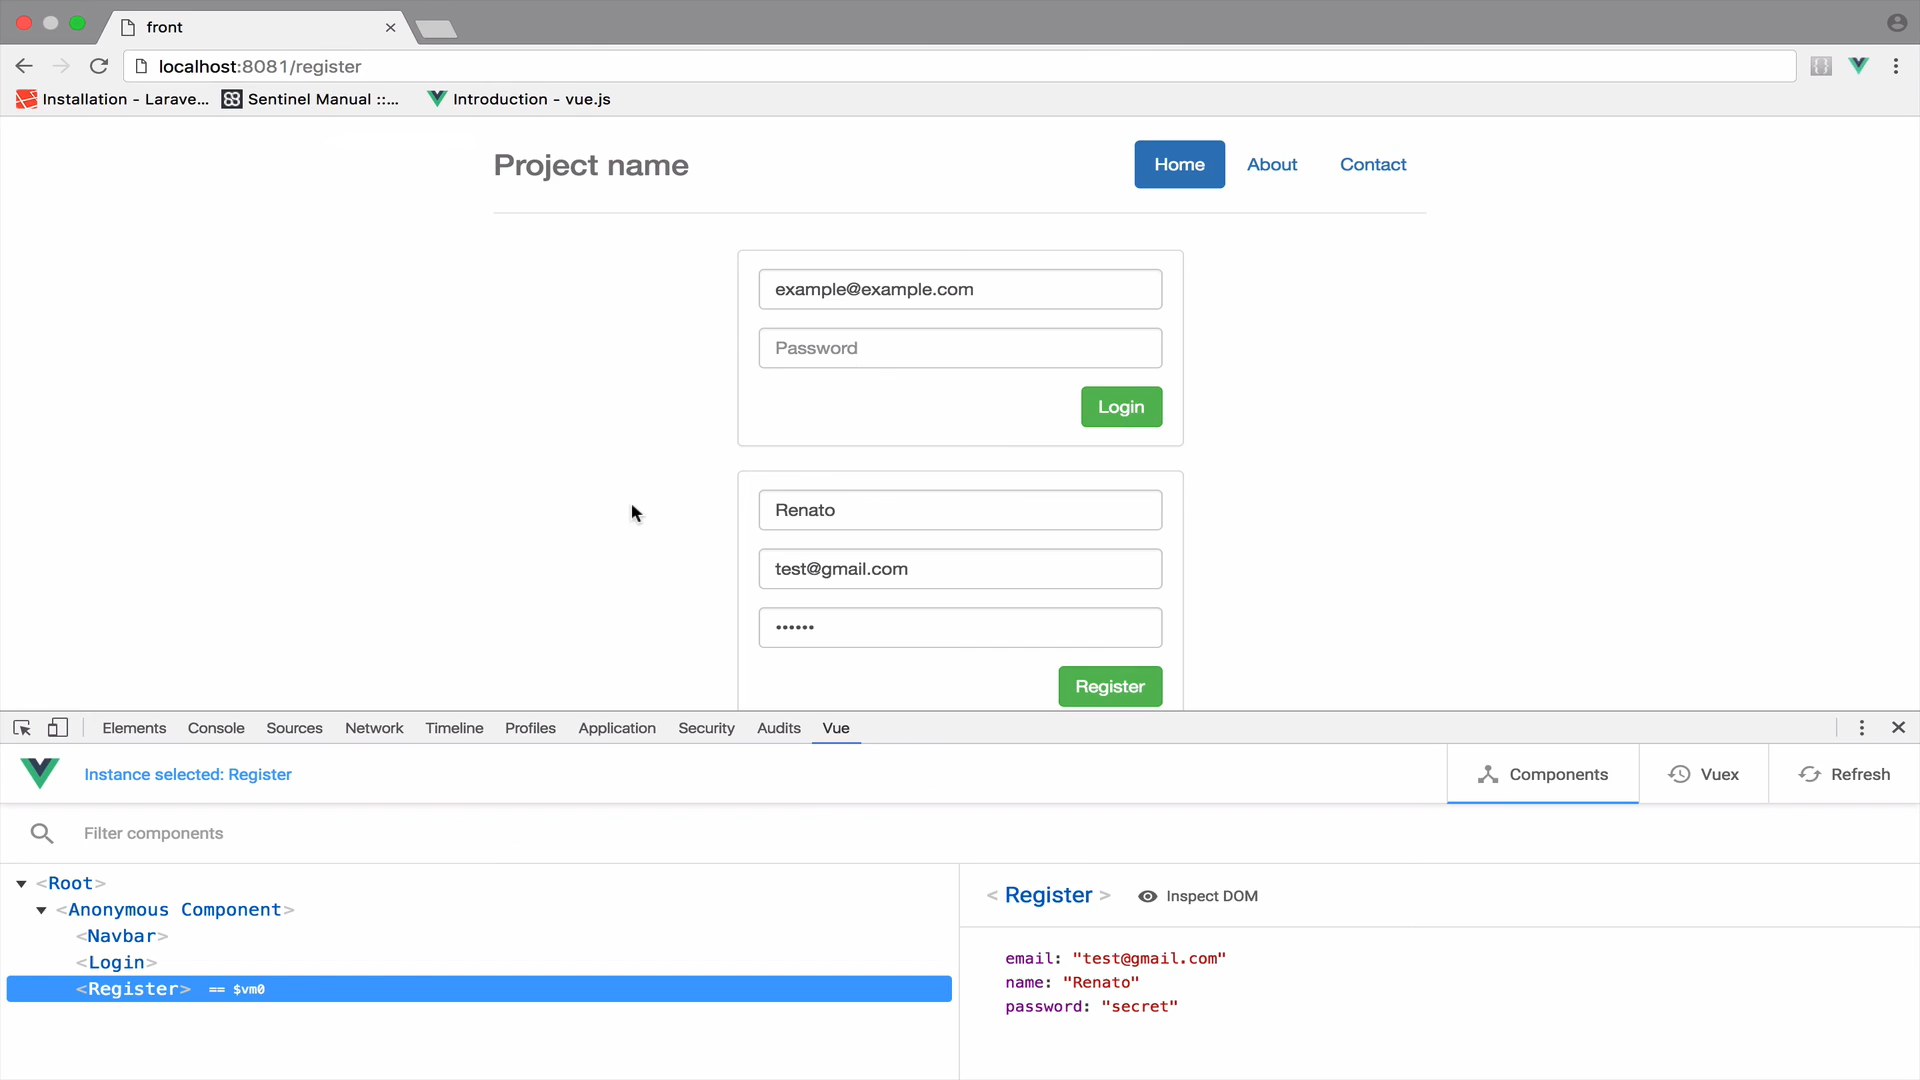 front
localhost:8081/register
Installation - Larave... Sentinel Manual ::... Introduction - vue.js
Project name Home About Contact
example@example.com
Password
Login
Renato
test@gmail.com
••••••
Register
Elements Console Sources Network Timeline Profiles Application Security Audits Vue
Instance selected: Register Components Vuex Refresh
Filter components
<Root>
<Anonymous Component>
<Navbar>
<Login>
<Register> == $vm0
<Register> Inspect DOM
email: "test@gmail.com"
name: "Renato"
password: "secret"